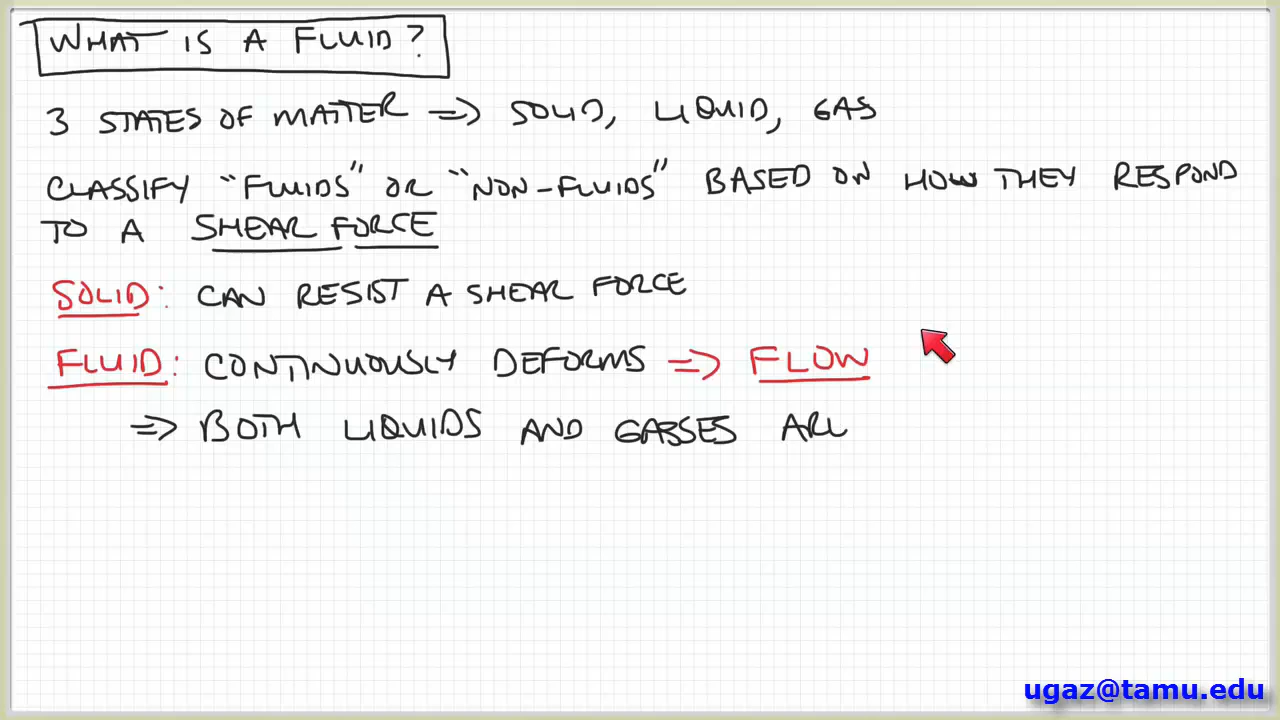 WHAT IS A FLUID?
3 STATES OF MATTER => SOLID, LIQUID, GAS
CLASSIFY "FLUIDS" OR "NON-FLUIDS" BASED ON HOW THEY RESPOND
TO A SHEAR FORCE
SOLID: CAN RESIST A SHEAR FORCE
FLUID: CONTINUOUSLY DEFORMS => FLOW
=> BOTH LIQUIDS AND GASSES
ugaz@tamu.edu